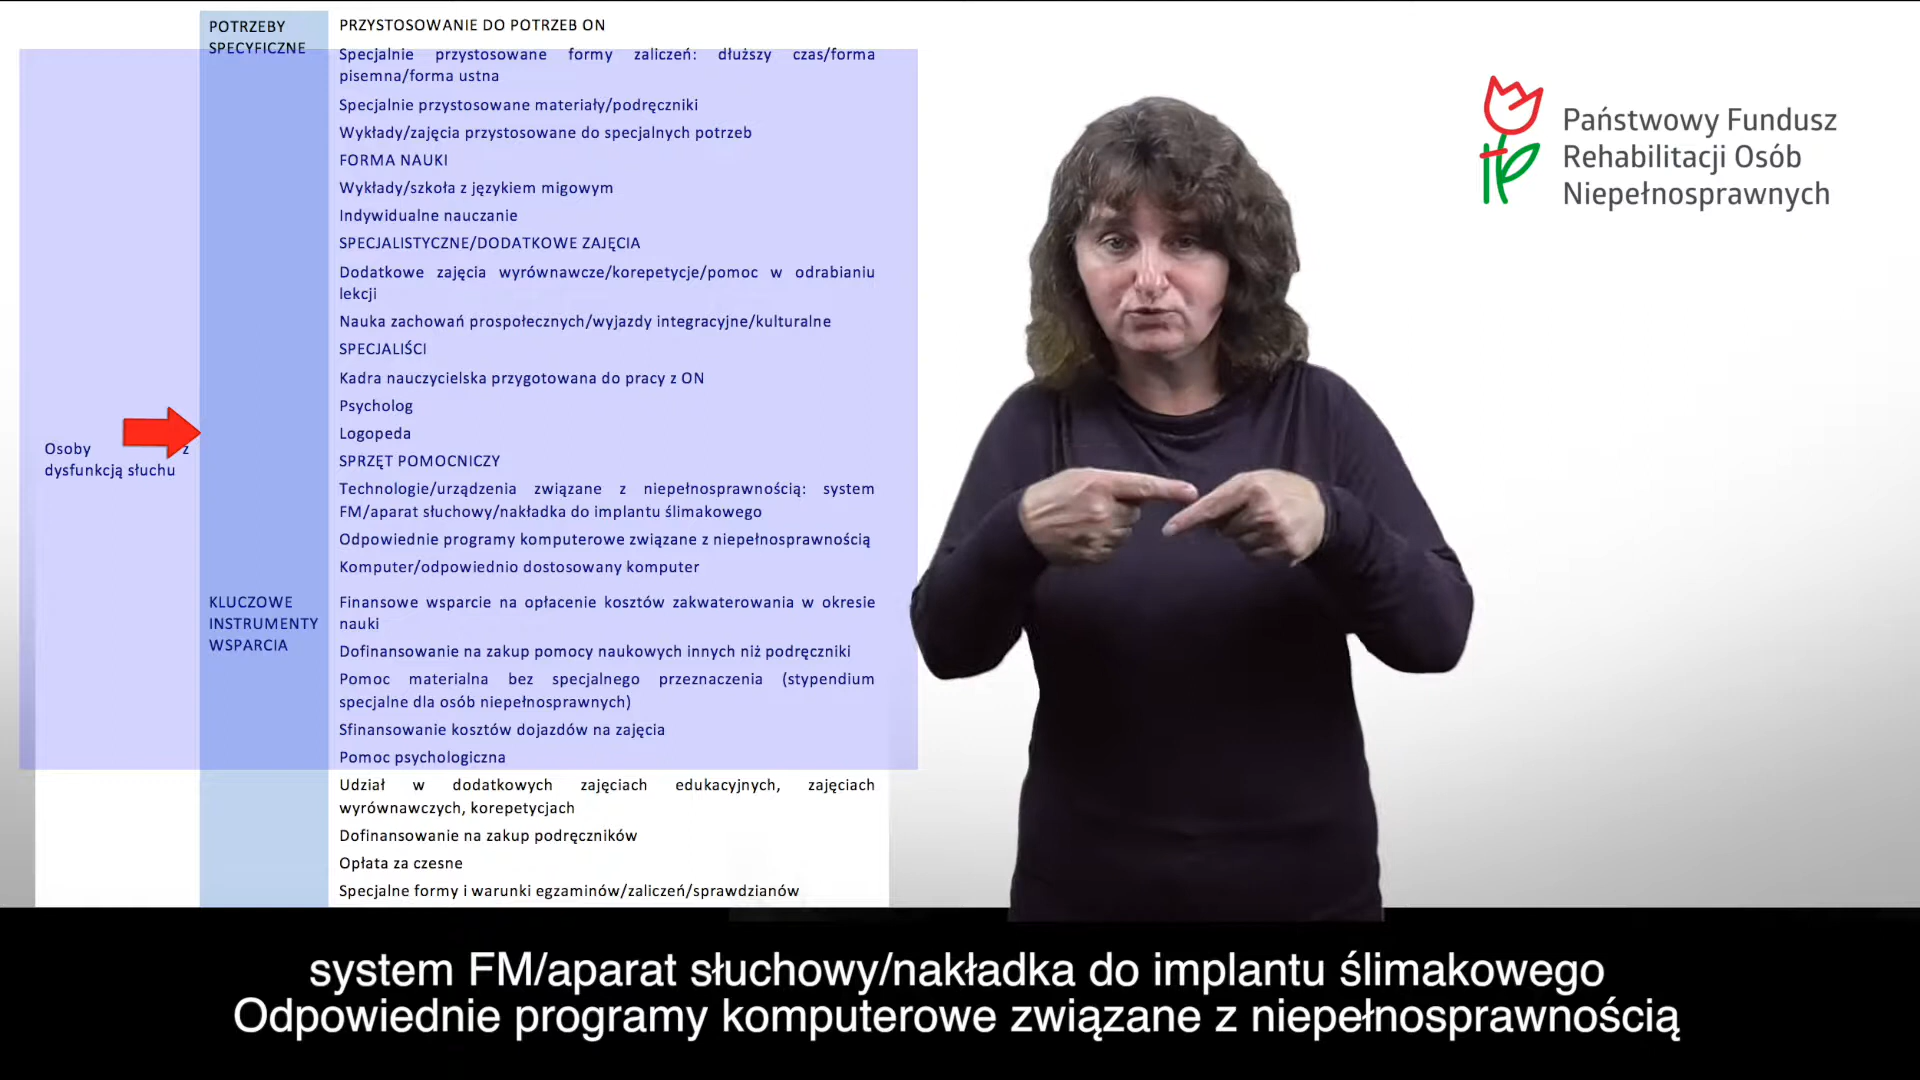 POTRZEBY
SPECYFICZNE
PRZYSTOSOWANIE DO POTRZEB ON
Specjalnie przystosowane formy zaliczeń: dłuższy czas/forma
pisemna/forma ustna
Specjalnie przystosowane materiały/podręczniki
Wykłady/zajęcia przystosowane do specjalnych potrzeb
FORMA NAUKI
Wykłady/szkoła z językiem migowym
Indywidualne nauczanie
SPECJALISTYCZNE/DODATKOWE ZAJĘCIA
Dodatkowe zajęcia wyrównawcze/korepetycje/pomoc w odrabianiu
lekcji
Nauka zachowań prospołecznych/wyjazdy integracyjne/kulturalne
SPECJALIŚCI
Kadra nauczycielska przygotowana do pracy z ON
Psycholog
Logopeda
SPRZĘT POMOCNICZY
Technologie/urządzenia związane z niepełnosprawnością: system
FM/aparat słuchowy/nakładka do implantu ślimakowego
Odpowiednie programy komputerowe związane z niepełnosprawnością
Komputer/odpowiednio dostosowany komputer
Osoby z
dysfunkcją słuchu
KLUCZOWE
INSTRUMENTY
WSPARCIA
Finansowe wsparcie na opłacenie kosztów zakwaterowania w okresie
nauki
Dofinansowanie na zakup pomocy naukowych innych niż podręczniki
Pomoc materialna bez specjalnego przeznaczenia (stypendium
specjalne dla osób niepełnosprawnych)
Sfinansowanie kosztów dojazdów na zajęcia
Pomoc psychologiczna
Udział w dodatkowych zajęciach edukacyjnych, zajęciach
wyrównawczych, korepetycjach
Dofinansowanie na zakup podręczników
Opłata za czesne
Specjalne formy i warunki egzaminów/zaliczeń/sprawdzianów
Państwowy Fundusz
Rehabilitacji Osób
Niepełnosprawnych
system FM/aparat słuchowy/nakładka do implantu ślimakowego
Odpowiednie programy komputerowe związane z niepełnosprawnością